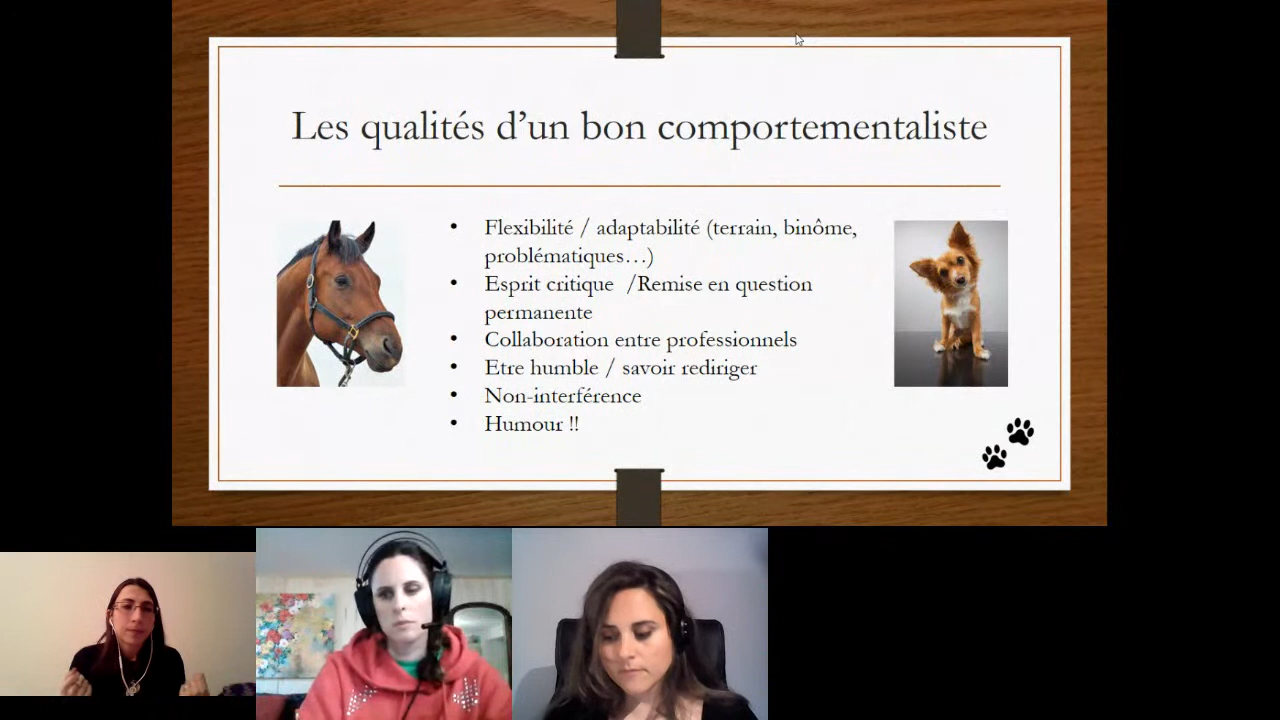 Les qualités d’un bon comportementaliste
• Flexibilité / adaptabilité (terrain, binôme,
problématiques…)
• Esprit critique  /Remise en question
permanente
• Collaboration entre professionnels
• Etre humble / savoir rediriger
• Non-interférence
• Humour !!